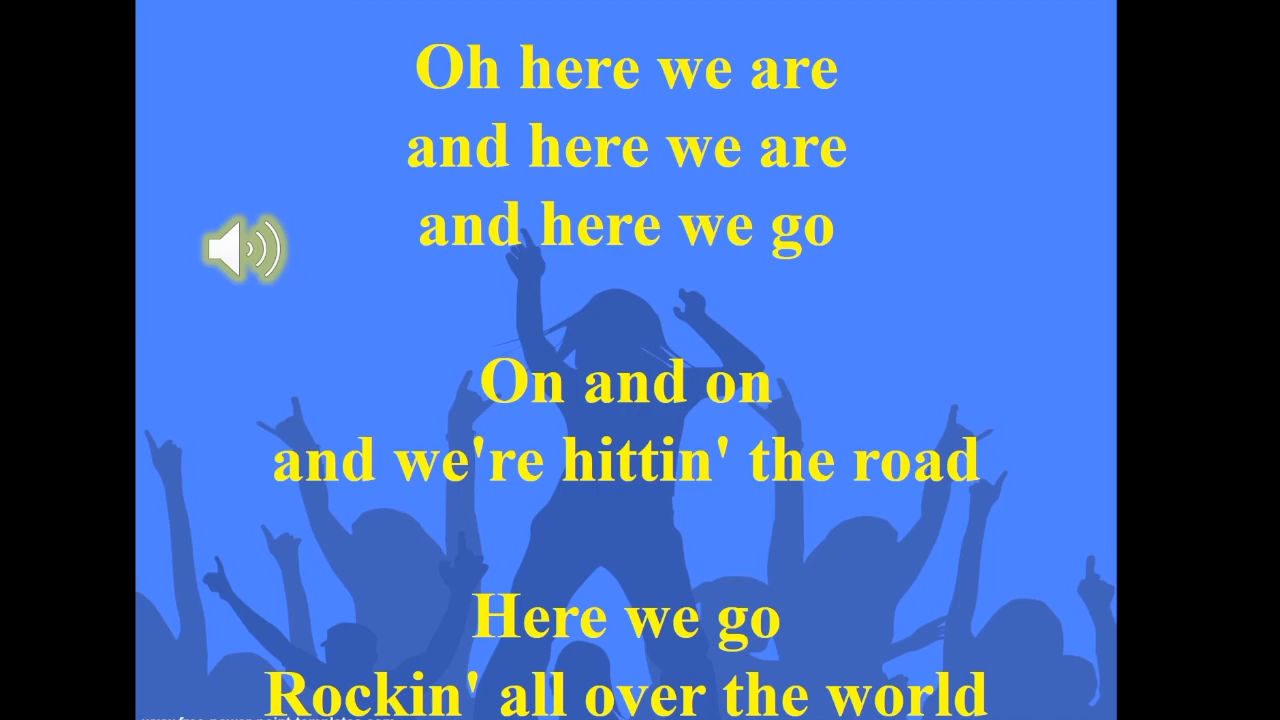 Oh here we are
and here we are
and here we go
On and on
and we're hittin' the road
Here we go
Rockin' all over the world